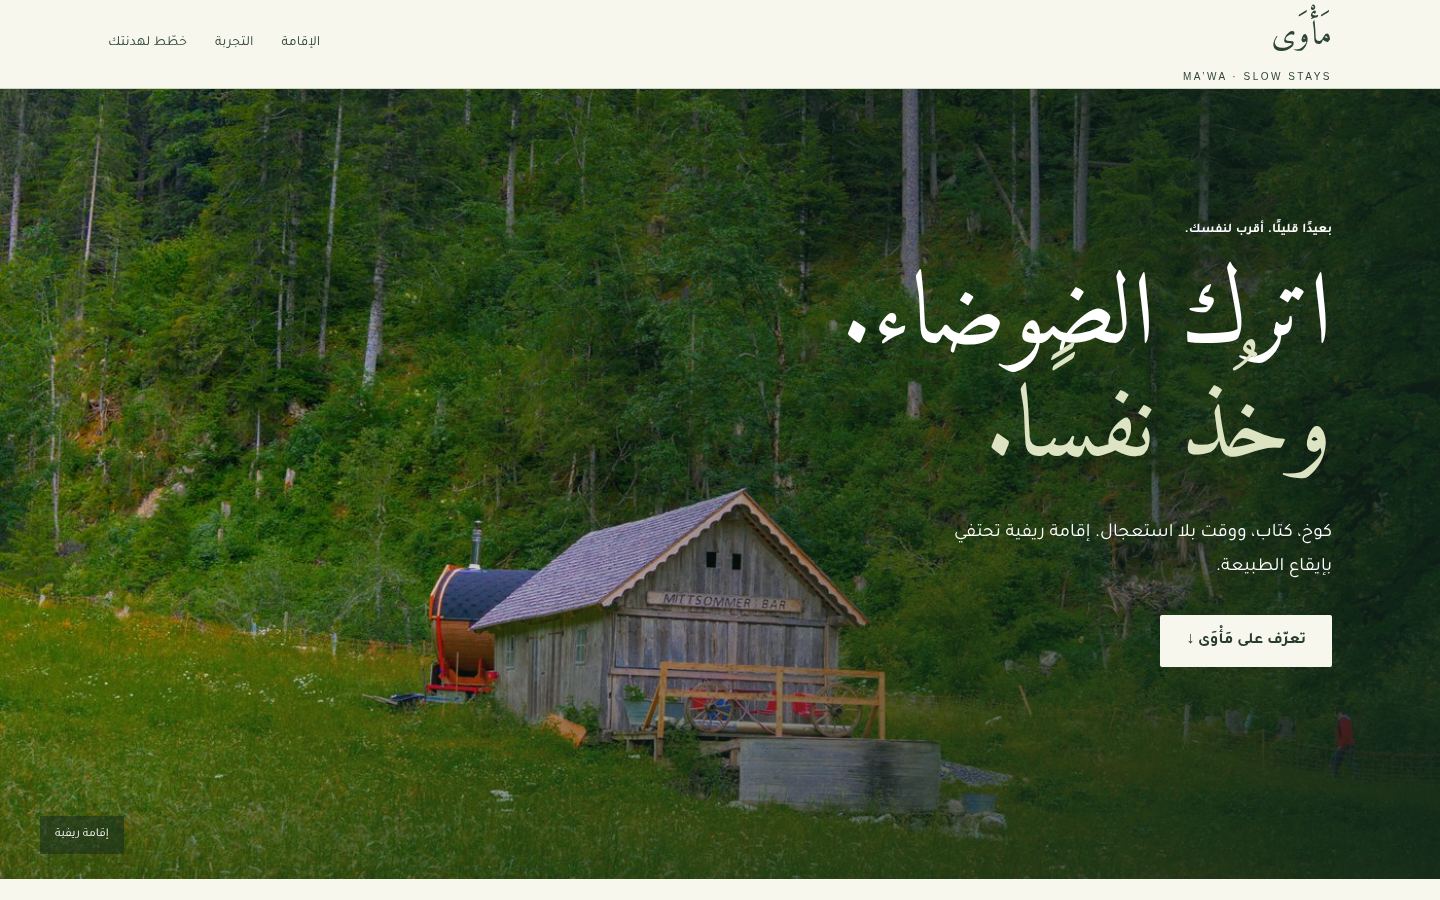 مَأْوَى
MA'WA · SLOW STAYS
الإقامة
التجربة
خطّط لهدنتك
بعيدًا قليلًا. أقرب لنفسك.
اترك الضوضاء.
وخُذ نفسًا.
كوخ، كتاب، ووقت بلا استعجال. إقامة ريفية تحتفي
بإيقاع الطبيعة.
تعرّف على مَأْوَى ↓
MITTSOMMER BAR
إقامة ريفية